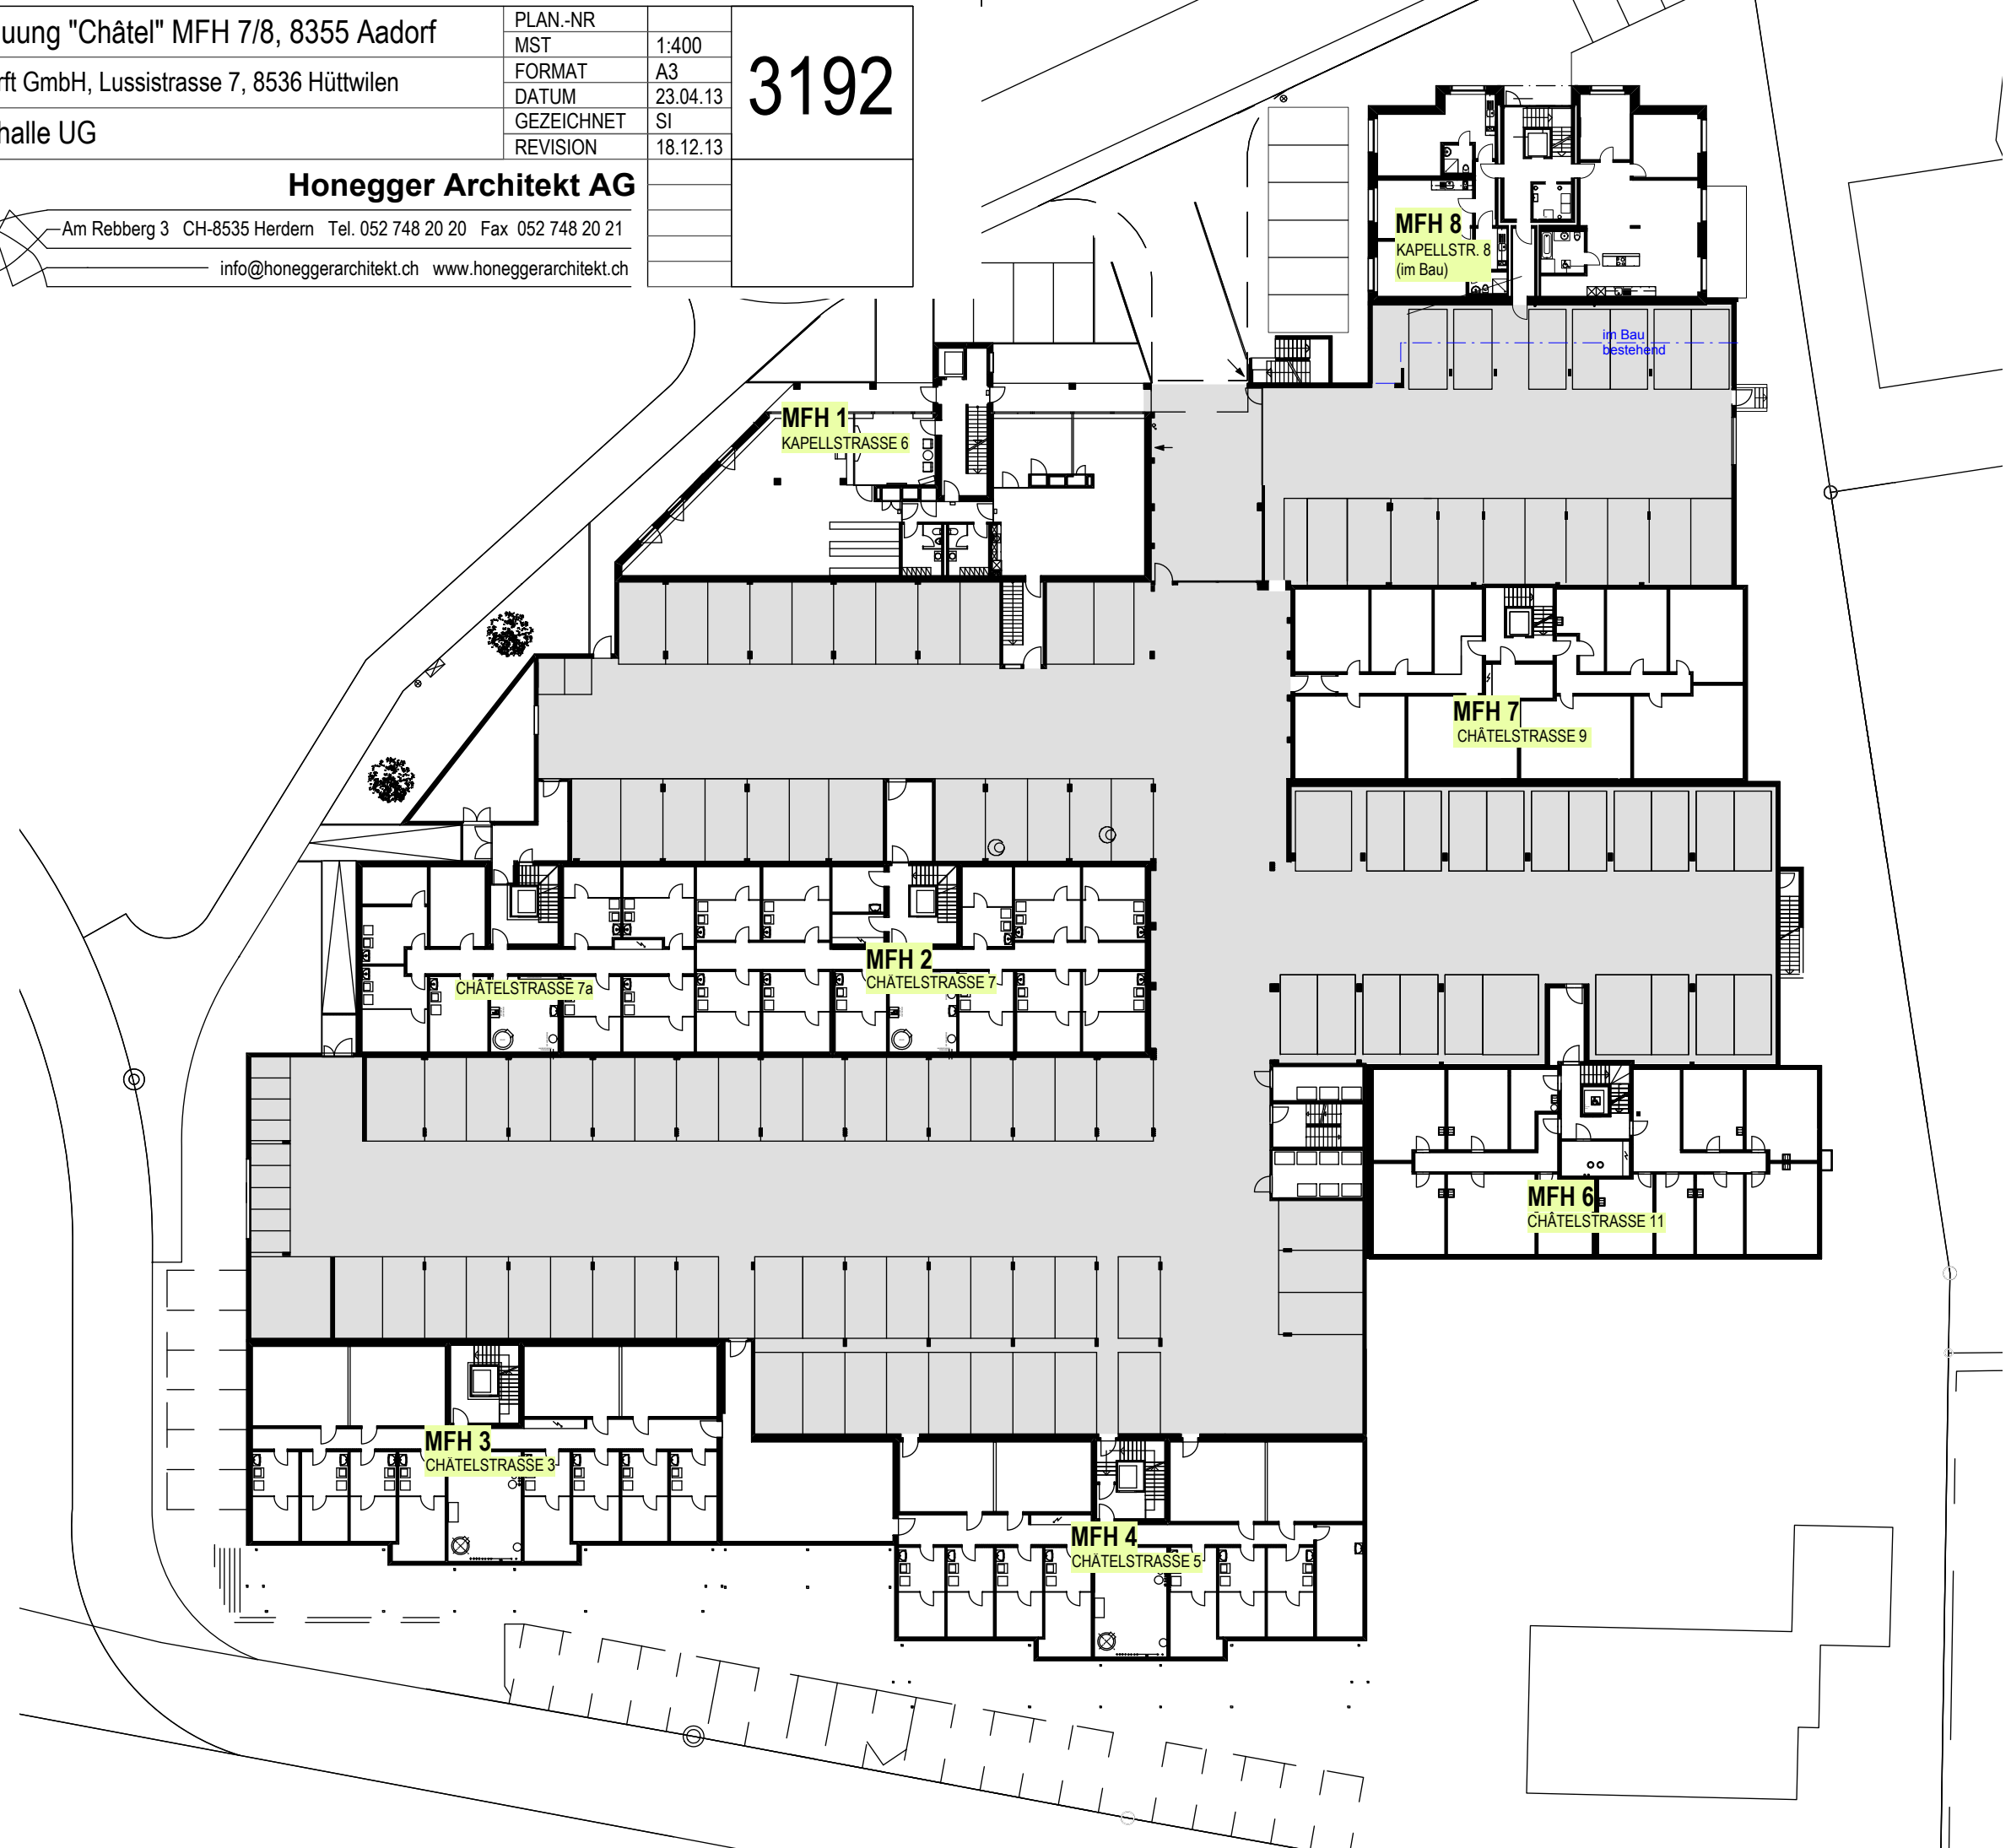 uung "Châtel" MFH 7/8, 8355 Aadorf
rft GmbH, Lussistrasse 7, 8536 Hüttwilen
halle UG
PLAN.-NR
MST 1:400
FORMAT A3
DATUM 23.04.13
GEZEICHNET SI
REVISION 18.12.13
3192
Honegger Architekt AG
Am Rebberg 3 CH-8535 Herdern Tel. 052 748 20 20 Fax 052 748 20 21
info@honeggerarchitekt.ch www.honeggerarchitekt.ch
MFH 8
KAPELLSTR. 8
(im Bau)
im Bau
bestehend
MFH 1
KAPELLSTRASSE 6
MFH 7
CHÂTELSTRASSE 9
MFH 2
CHÂTELSTRASSE 7
CHÂTELSTRASSE 7a
MFH 6
CHÂTELSTRASSE 11
MFH 3
CHÂTELSTRASSE 3
MFH 4
CHÂTELSTRASSE 5